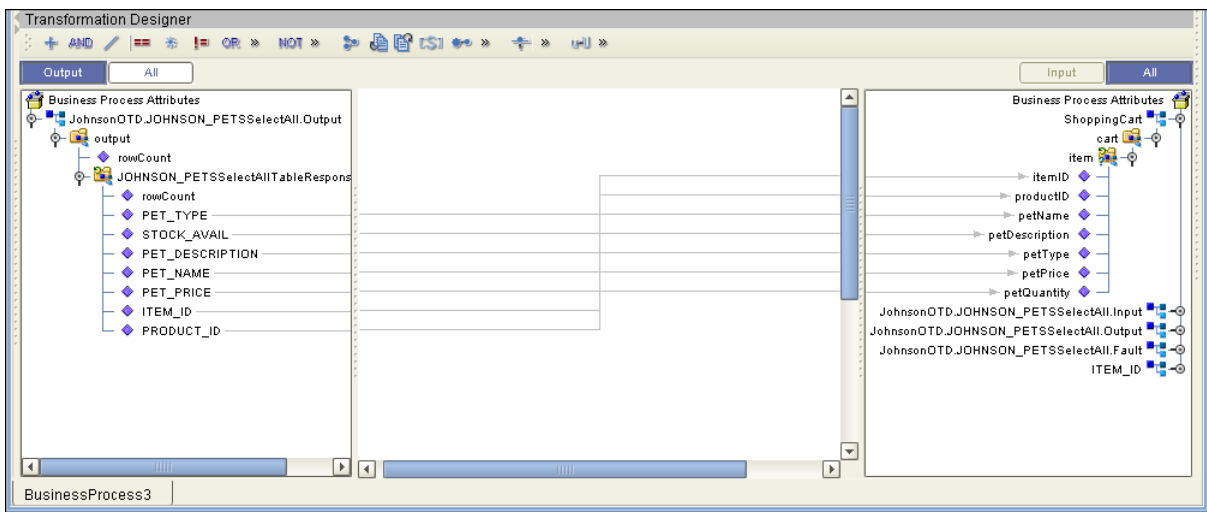 Transformation Designer
AND == != OR » NOT » [S] » » »
Output All Input All
Business Process Attributes
JohnsonOTD.JOHNSON_PETSSelectAll.Output
output
rowCount
JOHNSON_PETSSelectAllTableRespons
rowCount
PET_TYPE
STOCK_AVAIL
PET_DESCRIPTION
PET_NAME
PET_PRICE
ITEM_ID
PRODUCT_ID
Business Process Attributes
ShoppingCart
cart
item
itemID
productID
petName
petDescription
petType
petPrice
petQuantity
JohnsonOTD.JOHNSON_PETSSelectAll.Input
JohnsonOTD.JOHNSON_PETSSelectAll.Output
JohnsonOTD.JOHNSON_PETSSelectAll.Fault
ITEM_ID
BusinessProcess3